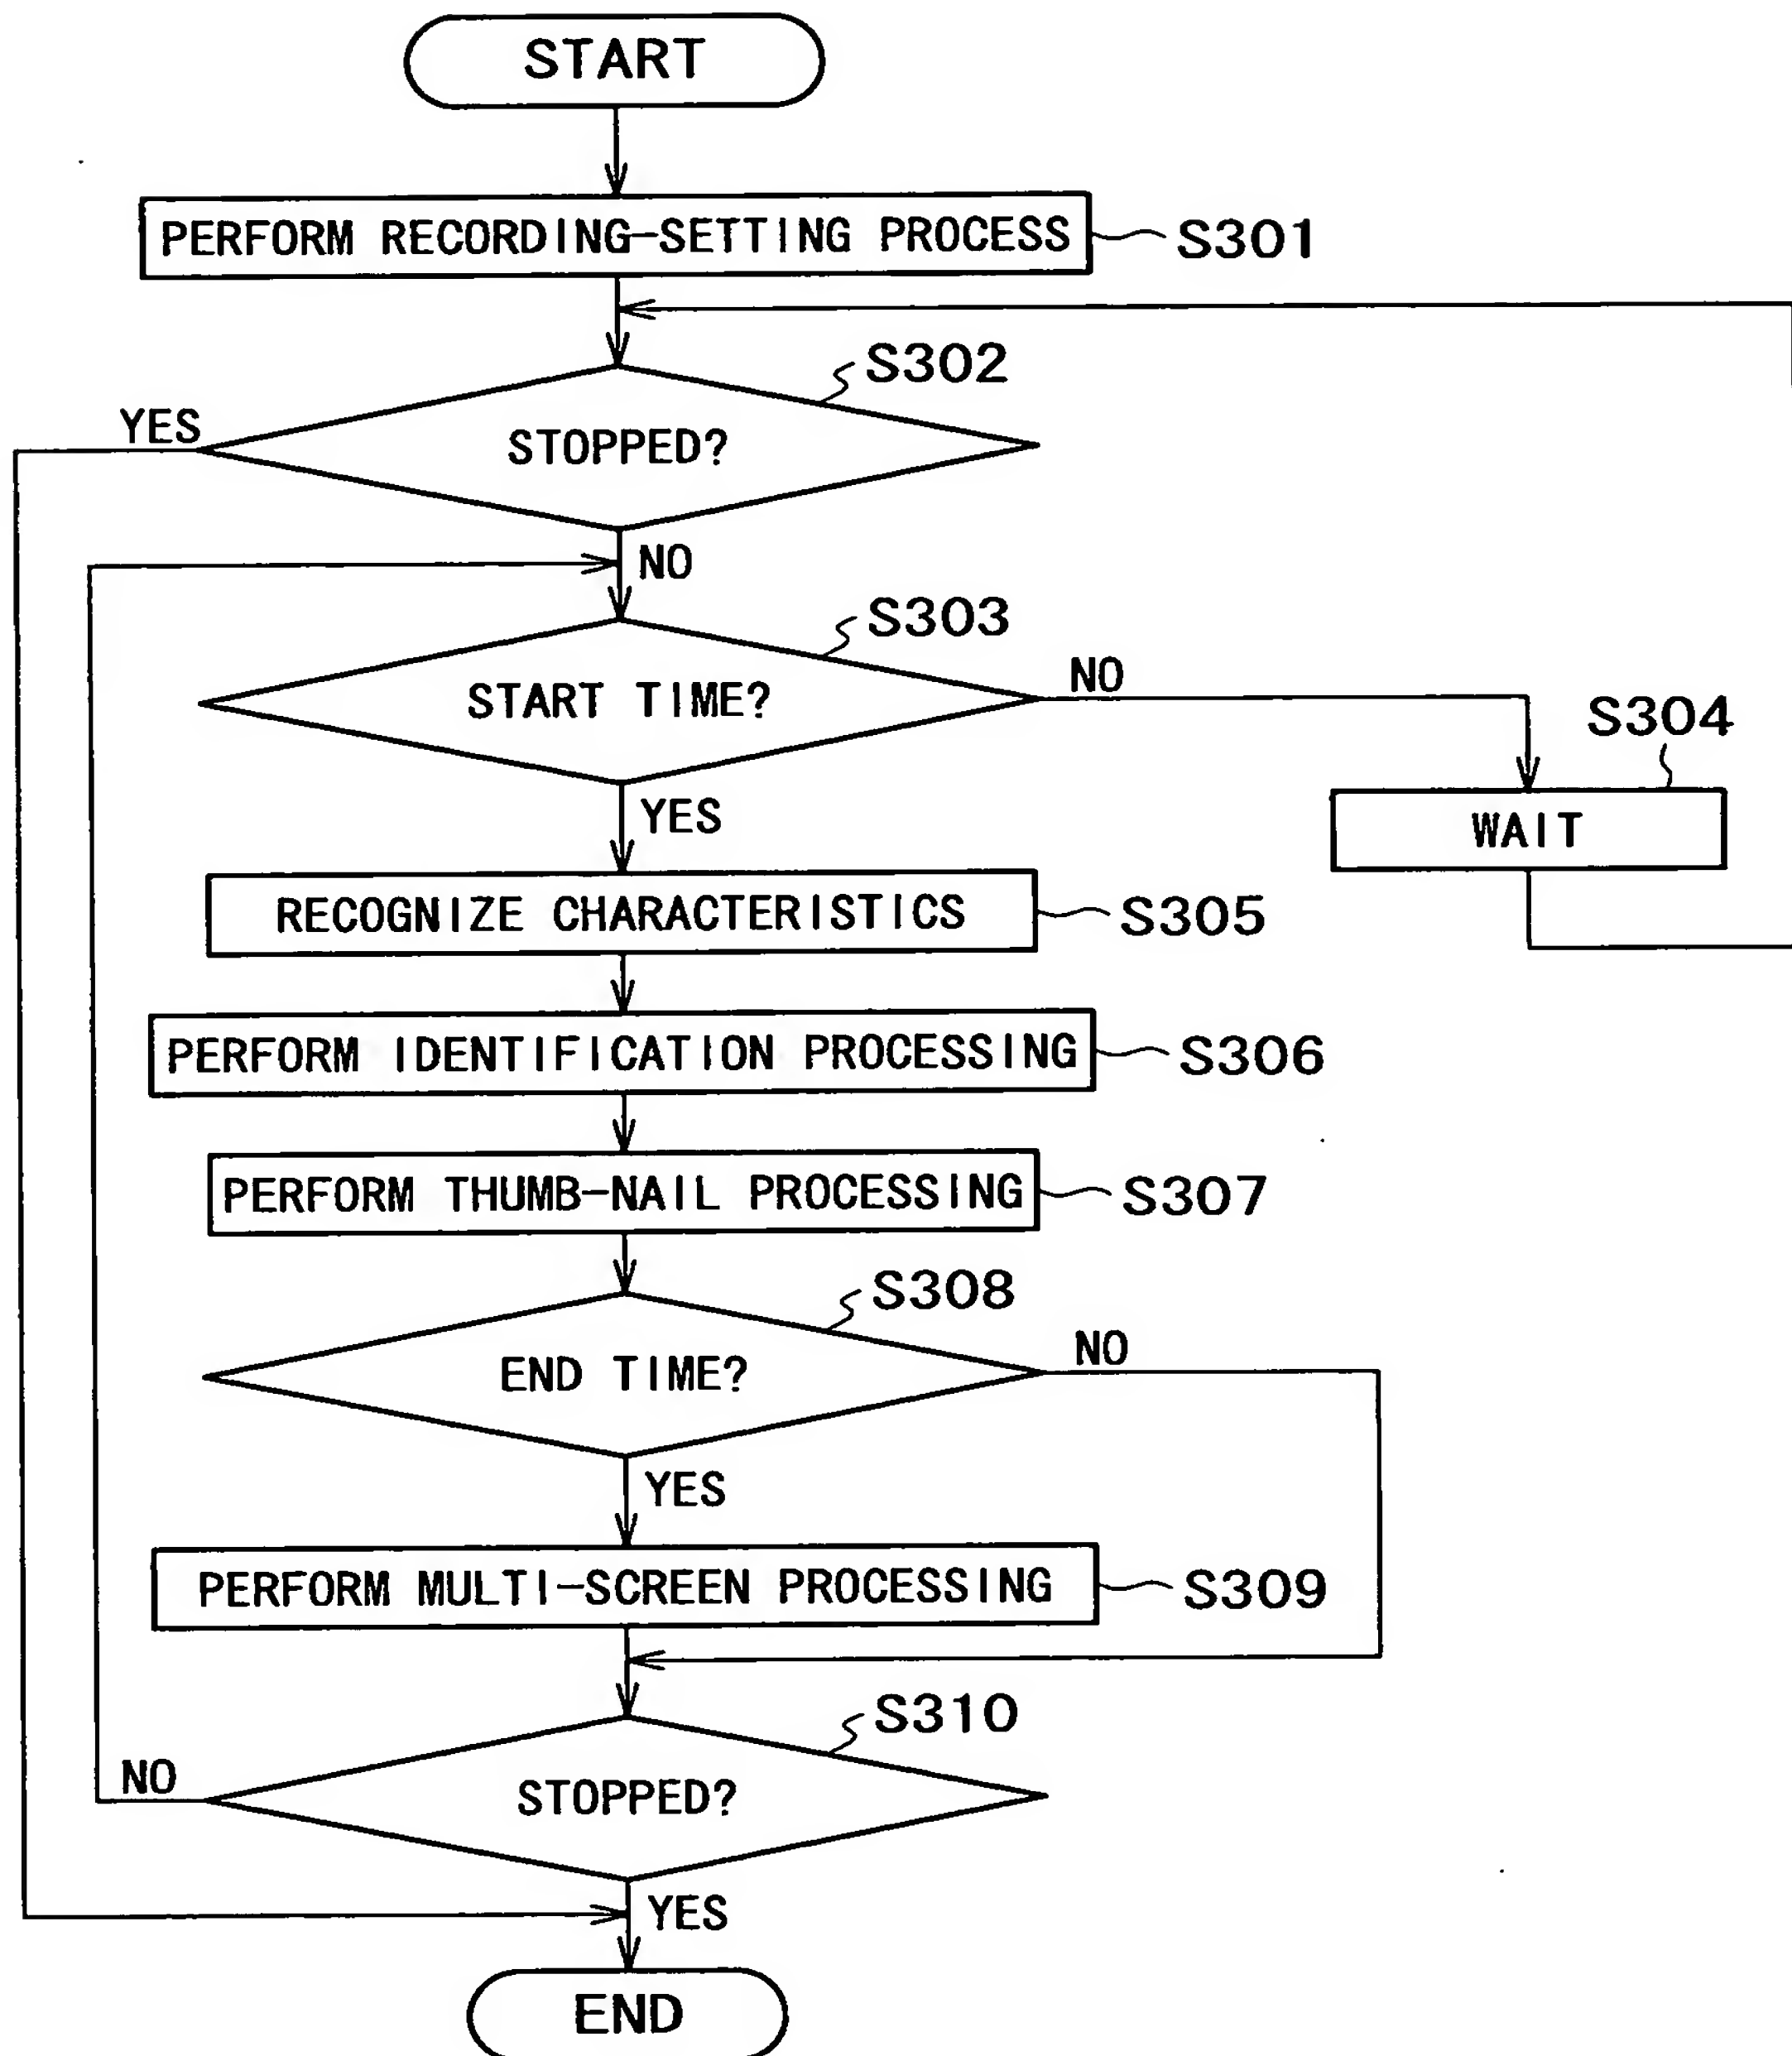 START
PERFORM RECORDING-SETTING PROCESS
S301
S302
YES
STOPPED?
NO
S303
START TIME?
NO
S304
WAIT
YES
RECOGNIZE CHARACTERISTICS
S305
PERFORM IDENTIFICATION PROCESSING
S306
PERFORM THUMB-NAIL PROCESSING
S307
S308
END TIME?
NO
YES
PERFORM MULTI-SCREEN PROCESSING
S309
S310
NO
STOPPED?
YES
END